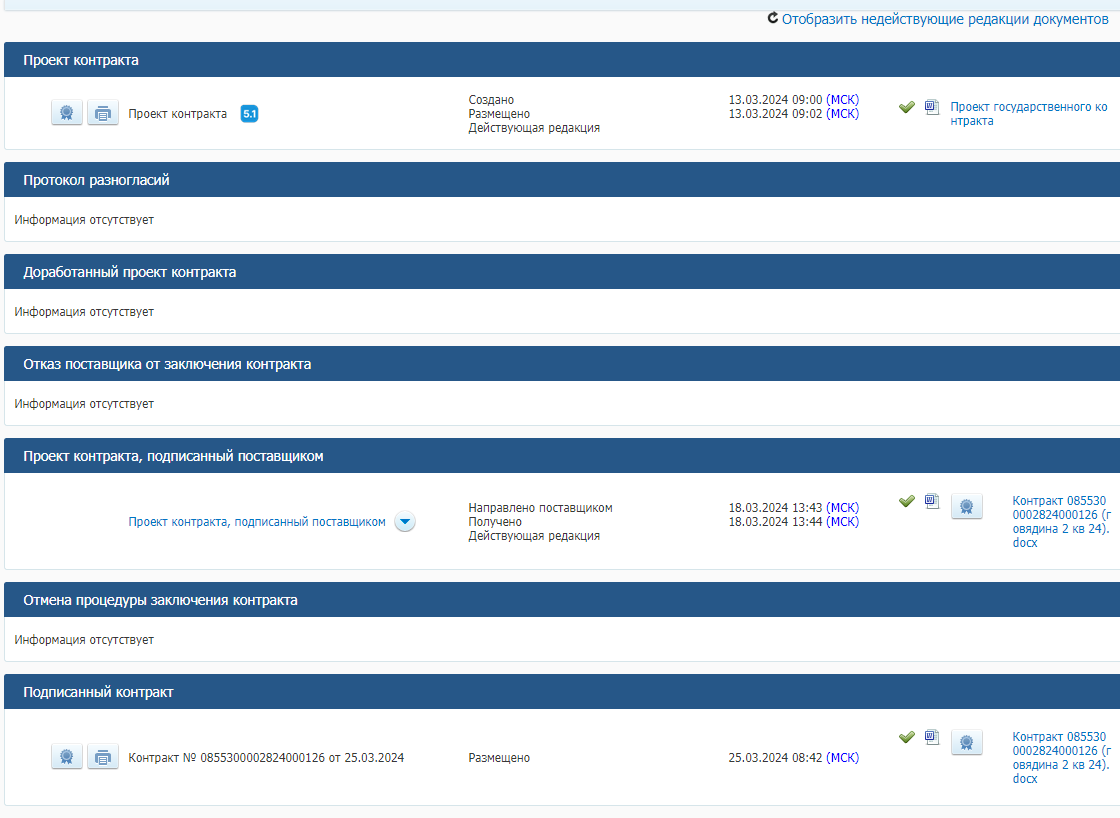 Отобразить недействующие редакции документов
Проект контракта
Проект контракта 5.1
Создано 13.03.2024 09:00 (МСК)
Размещено 13.03.2024 09:02 (МСК)
Действующая редакция
Проект государственного ко
нтракта
Протокол разногласий
Информация отсутствует
Доработанный проект контракта
Информация отсутствует
Отказ поставщика от заключения контракта
Информация отсутствует
Проект контракта, подписанный поставщиком
Проект контракта, подписанный поставщиком
Направлено поставщиком 18.03.2024 13:43 (МСК)
Получено 18.03.2024 13:44 (МСК)
Действующая редакция
Контракт 085530
0002824000126 (г
овядина 2 кв 24).
docx
Отмена процедуры заключения контракта
Информация отсутствует
Подписанный контракт
Контракт № 0855300002824000126 от 25.03.2024 Размещено 25.03.2024 08:42 (МСК)
Контракт 085530
0002824000126 (г
овядина 2 кв 24).
docx